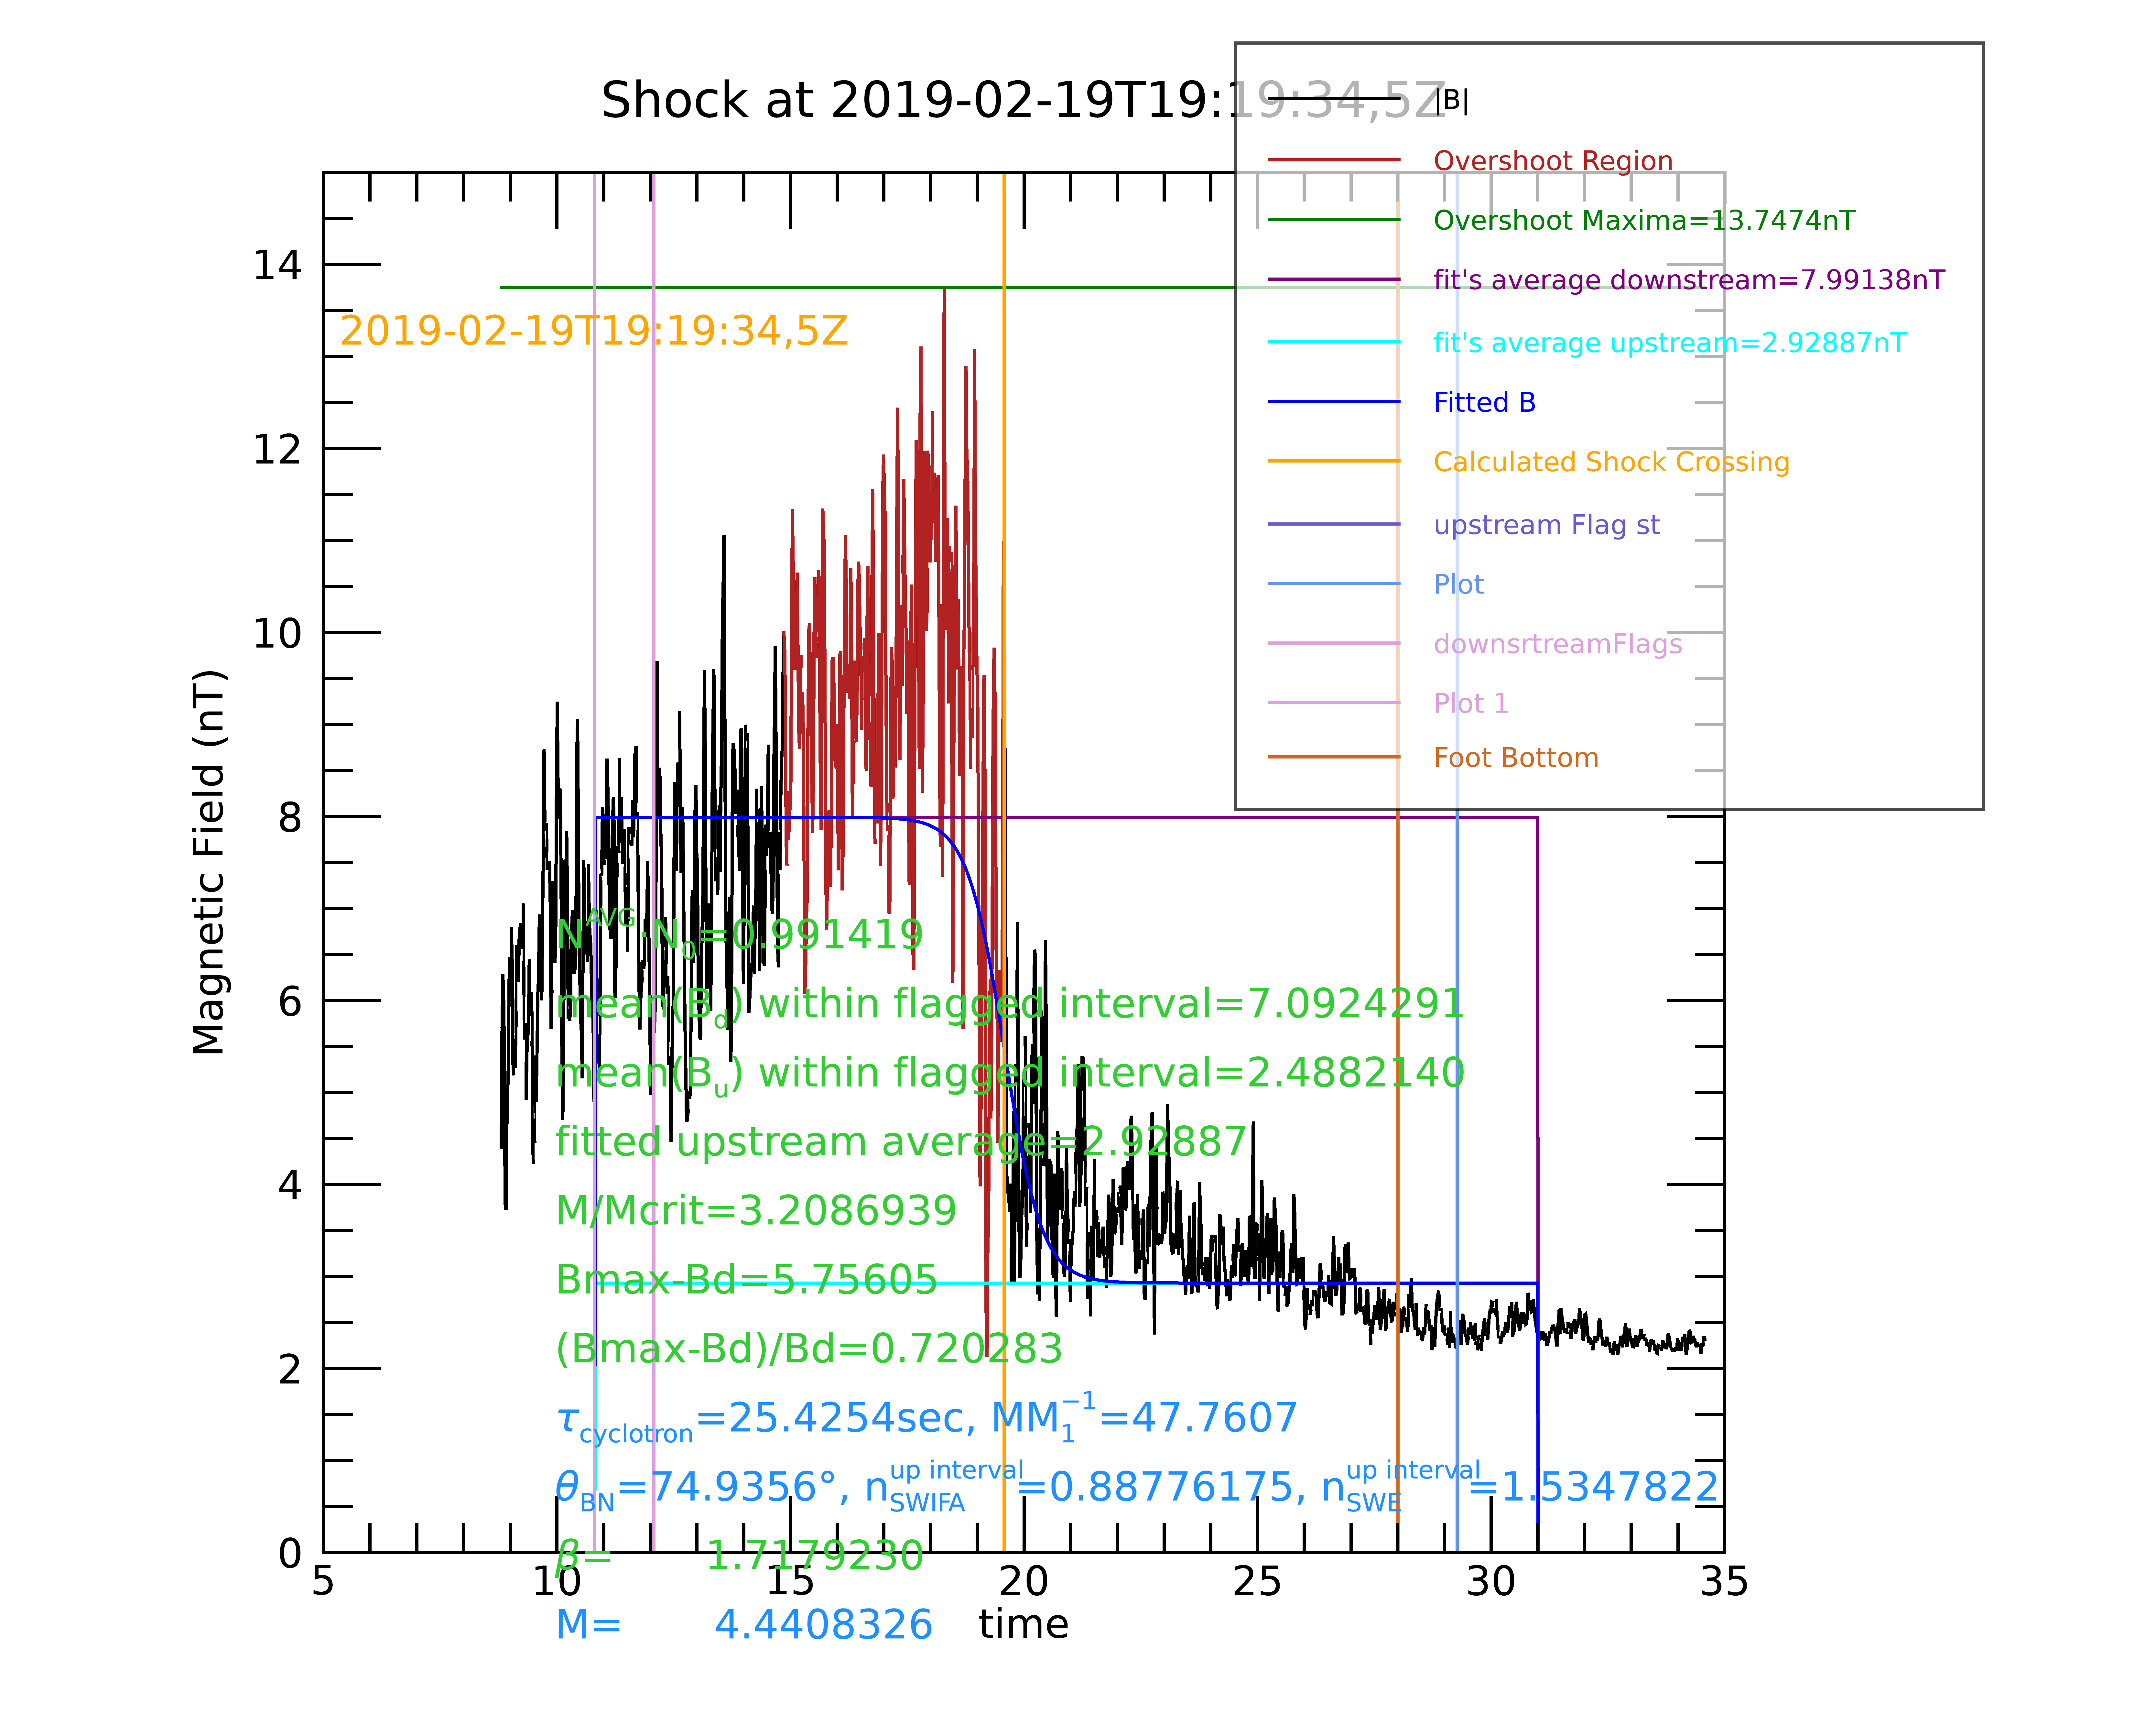 Shock at 2019-02-19T19:19:34,5Z
|B|
Overshoot Region
Overshoot Maxima=13.7474nT
fit's average downstream=7.99138nT
fit's average upstream=2.92887nT
Fitted B
Calculated Shock Crossing
upstream Flag st
Plot
downsrtreamFlags
Plot 1
Foot Bottom
2019-02-19T19:19:34,5Z
Magnetic Field (nT)
14
12
10
8
6
4
2
0
N^AVG·N_0=0.991419
mean(B_d) within flagged interval=7.0924291
mean(B_u) within flagged interval=2.4882140
fitted upstream average=2.92887
M/Mcrit=3.2086939
Bmax-Bd=5.75605
(Bmax-Bd)/Bd=0.720283
τ_cyclotron=25.4254sec, MM_1^−1=47.7607
θ_BN=74.9356°, n_SWIFA^up interval=0.88776175, n_SWE^up interval=1.5347822
β= 1.7179230
5 10 15 20 25 30 35
M= 4.4408326
time